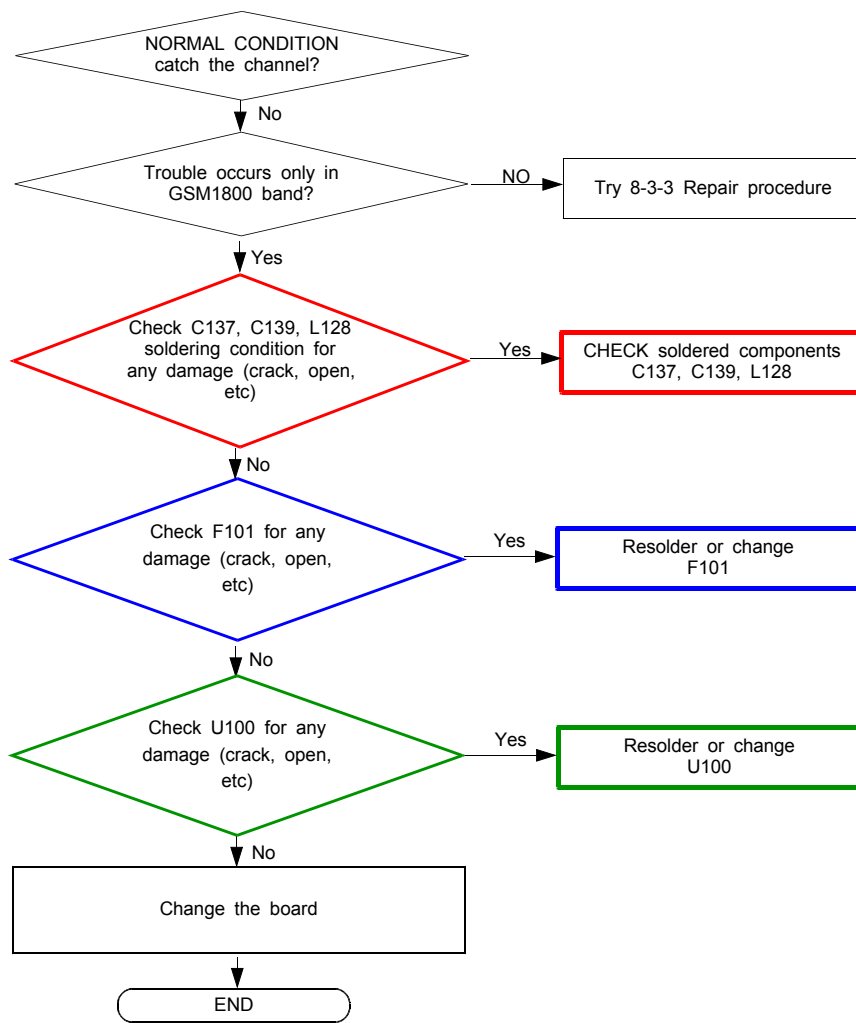 NORMAL CONDITION
catch the channel?
No
Trouble occurs only in
GSM1800 band?
NO
Try 8-3-3 Repair procedure
Yes
Check C137, C139, L128
soldering condition for
any damage (crack, open,
etc)
Yes
CHECK soldered components
C137, C139, L128
No
Check F101 for any
damage (crack, open,
etc)
Yes
Resolder or change
F101
No
Check U100 for any
damage (crack, open,
etc)
Yes
Resolder or change
U100
No
Change the board
END